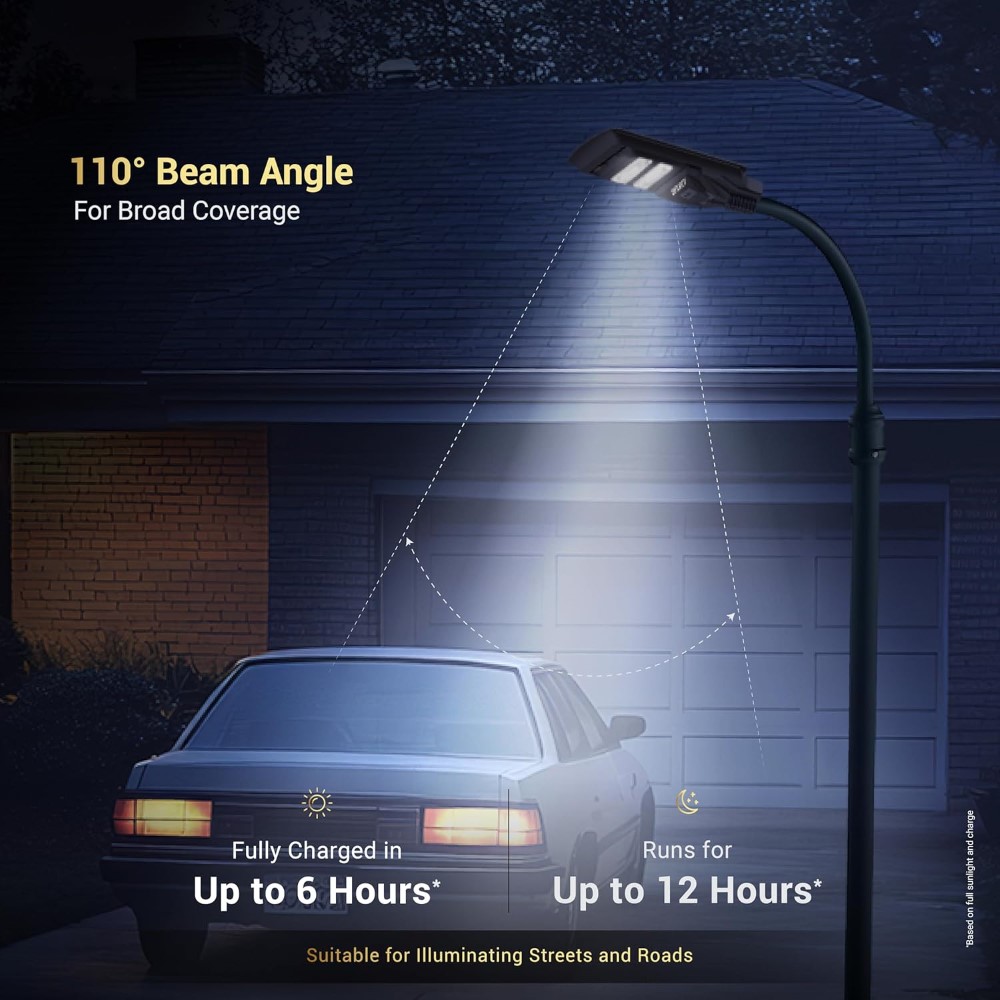 110° Beam Angle
For Broad Coverage
Fully Charged in
Up to 6 Hours*
Runs for
Up to 12 Hours*
Suitable for Illuminating Streets and Roads
*Based on full sunlight and charge